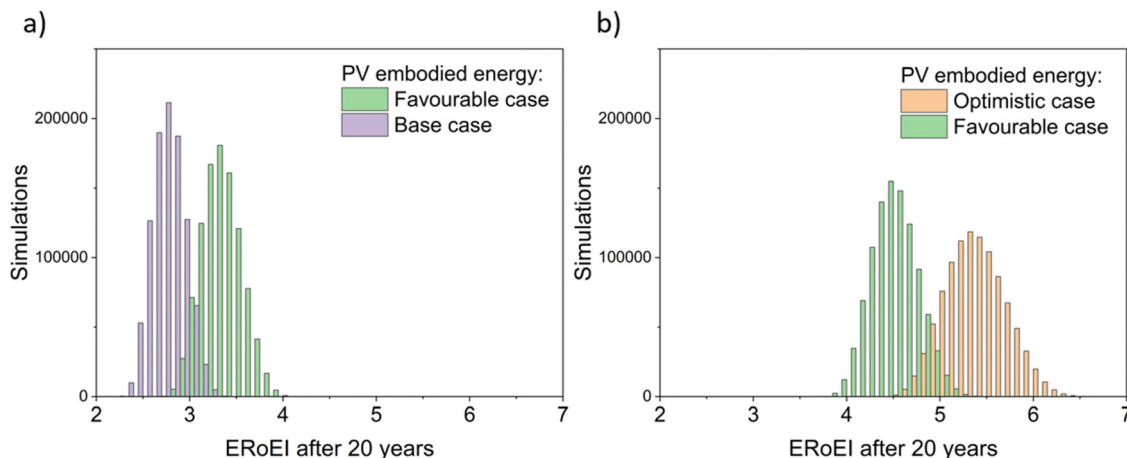 a)
PV embodied energy:
Favourable case
Base case
200000
100000
0
Simulations
2 3 4 5 6 7
ERoEI after 20 years
b)
PV embodied energy:
Optimistic case
Favourable case
200000
100000
0
Simulations
2 3 4 5 6 7
ERoEI after 20 years